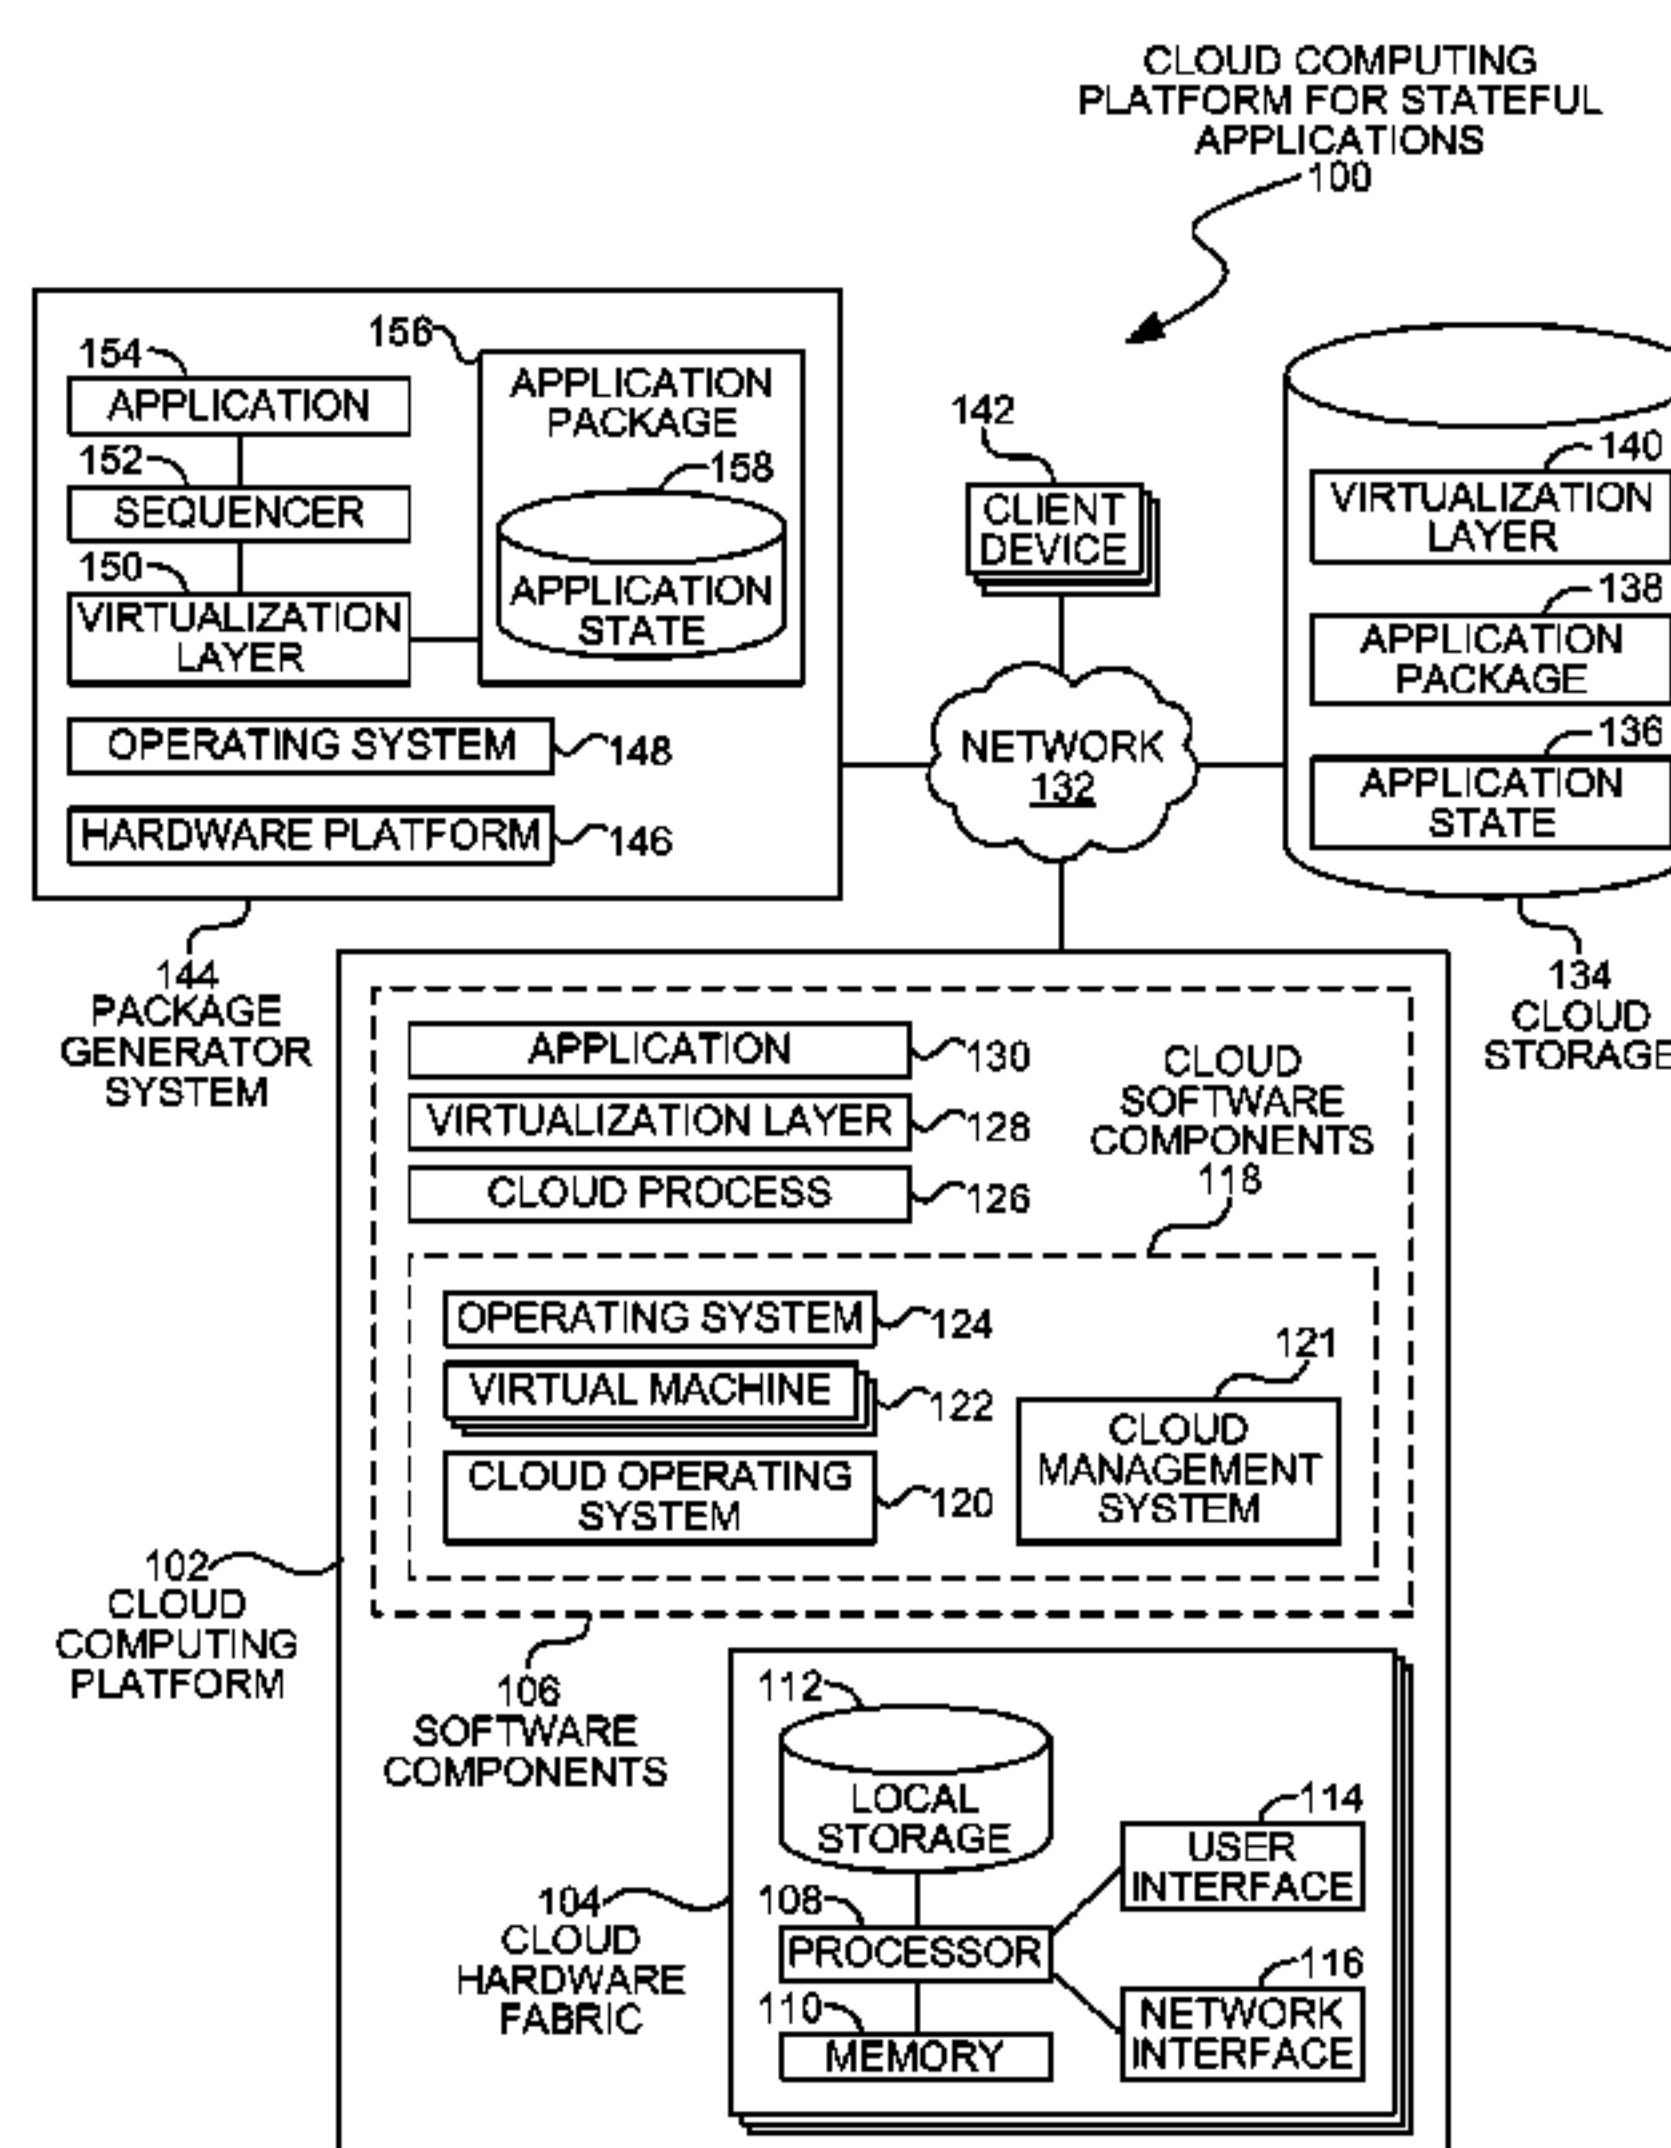 CLOUD COMPUTING
PLATFORM FOR STATEFUL
APPLICATIONS
100
154
APPLICATION
152
SEQUENCER
150
VIRTUALIZATION
LAYER
156
APPLICATION
PACKAGE
158
APPLICATION
STATE
OPERATING SYSTEM
148
HARDWARE PLATFORM
146
144
PACKAGE
GENERATOR
SYSTEM
142
CLIENT
DEVICE
NETWORK
132
140
VIRTUALIZATION
LAYER
138
APPLICATION
PACKAGE
136
APPLICATION
STATE
134
CLOUD
STORAGE
APPLICATION
130
VIRTUALIZATION LAYER
128
CLOUD PROCESS
126
CLOUD
SOFTWARE
COMPONENTS
118
OPERATING SYSTEM
124
VIRTUAL MACHINE
122
CLOUD OPERATING
SYSTEM
120
121
CLOUD
MANAGEMENT
SYSTEM
102
CLOUD
COMPUTING
PLATFORM
106
SOFTWARE
COMPONENTS
112
LOCAL
STORAGE
114
USER
INTERFACE
104
CLOUD
HARDWARE
FABRIC
108
PROCESSOR
116
NETWORK
INTERFACE
110
MEMORY